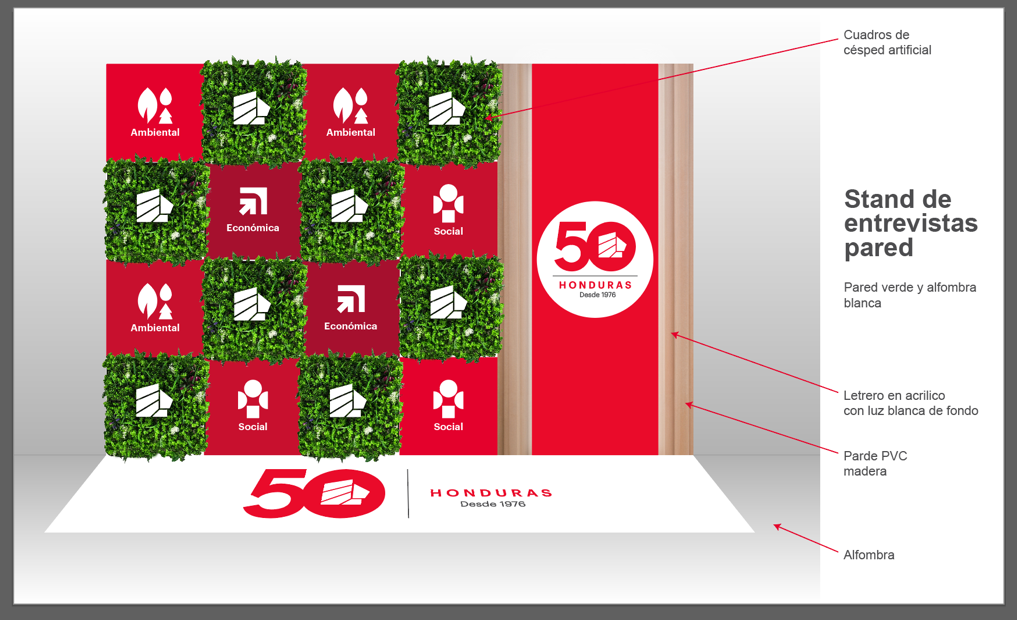 Cuadros de
césped artificial
Ambiental
Ambiental
Económica
Social
Ambiental
Económica
Social
Social
50
HONDURAS
Desde 1976
50
HONDURAS
Desde 1976
Stand de
entrevistas
pared
Pared verde y alfombra
blanca
Letrero en acrilico
con luz blanca de fondo
Parde PVC
madera
Alfombra